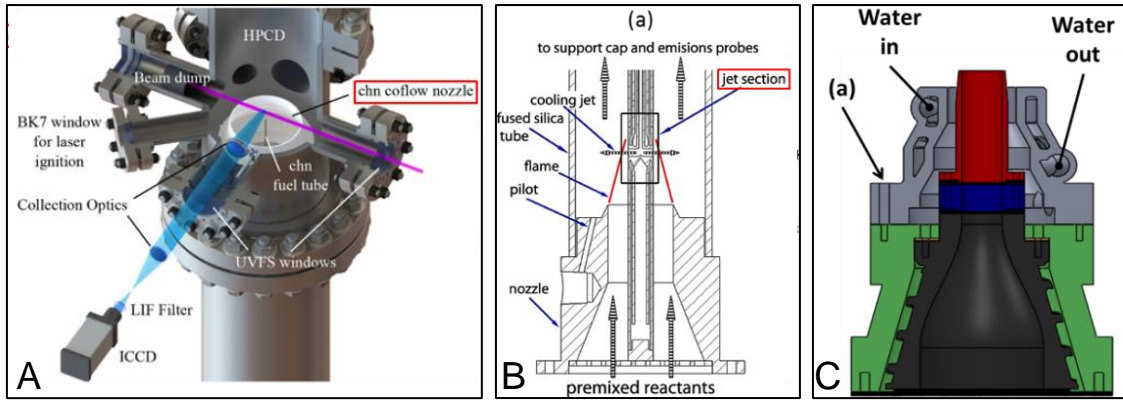 HPCD
Beam dump
chn coflow nozzle
BK7 window
for laser
ignition
chn
fuel tube
Collection Optics
UVFS windows
LIF Filter
ICCD
A
(a)
to support cap and emisions probes
jet section
cooling jet
fused silica
tube
flame
pilot
nozzle
premixed reactants
B
Water
in
Water
out
(a)
C